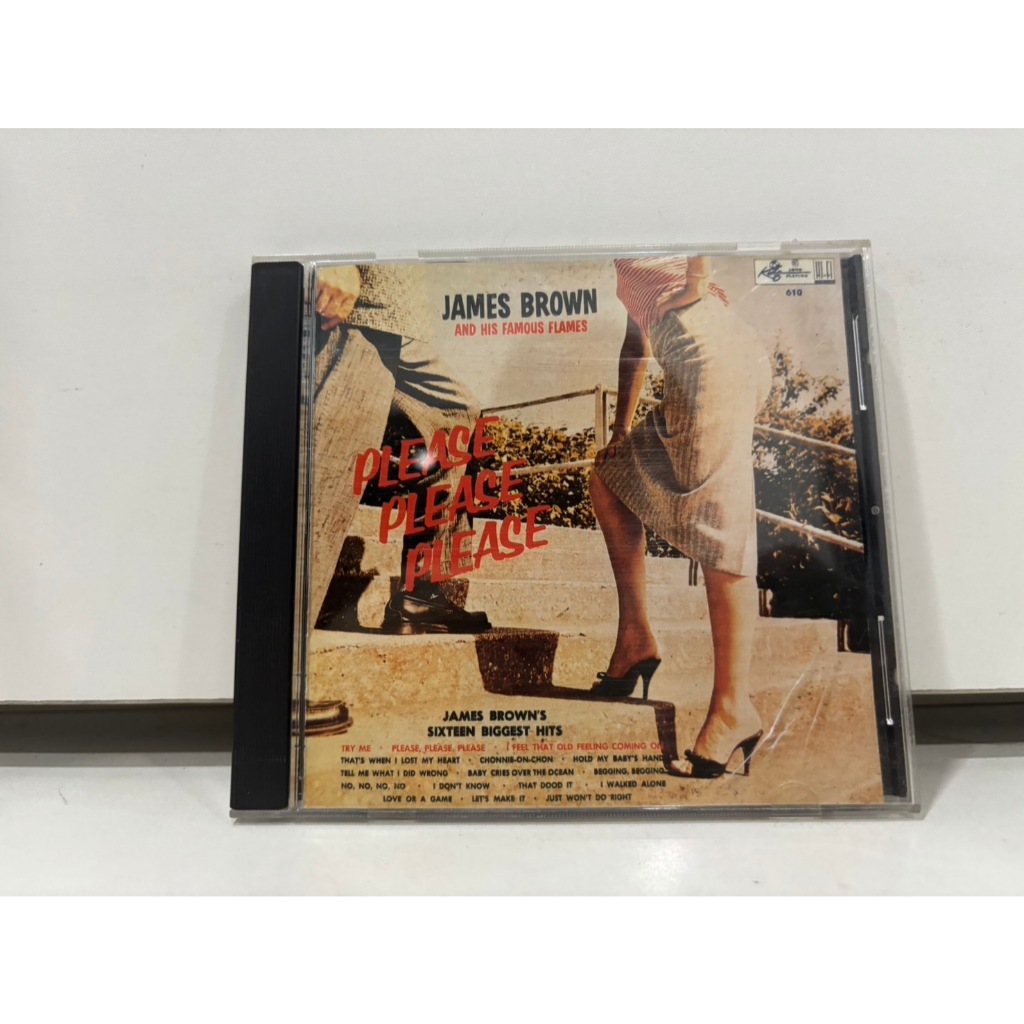 JAMES BROWN
AND HIS FAMOUS FLAMES
King
HI-FI
610
PLEASE
PLEASE
PLEASE
JAMES BROWN'S
SIXTEEN BIGGEST HITS
TRY ME · PLEASE, PLEASE, PLEASE · I FEEL THAT OLD FEELING COMING ON
THAT'S WHEN I LOST MY HEART · CHONNIE-ON-CHON · HOLD MY BABY'S HAND
TELL ME WHAT I DID WRONG · BABY CRIES OVER THE OCEAN · BEGGING, BEGGING
NO, NO, NO, NO · I DON'T KNOW · THAT DOOD IT · I WALKED ALONE
LOVE OR A GAME · LET'S MAKE IT · JUST WON'T DO RIGHT